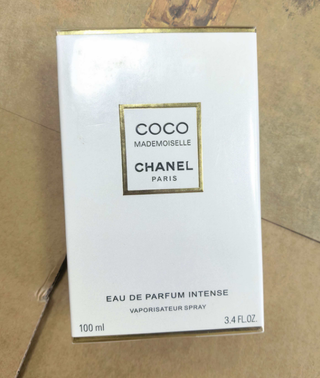 COCO
MADEMOISELLE
CHANEL
PARIS
EAU DE PARFUM INTENSE
VAPORISATEUR SPRAY
100 ml
3.4 FL.OZ.